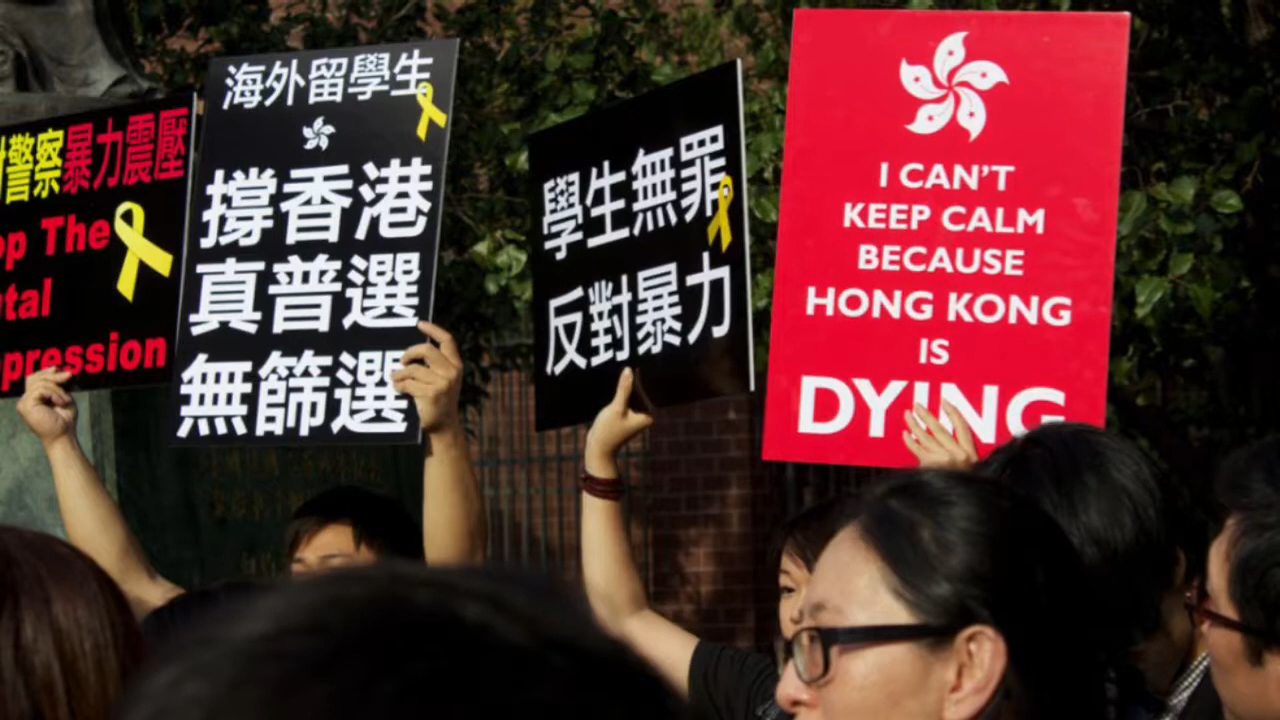 警察暴力震壓
op The
tal
ppression
海外留學生
撐香港
真普選
無篩選
學生無罪
反對暴力
I CAN'T
KEEP CALM
BECAUSE
HONG KONG
IS
DYING